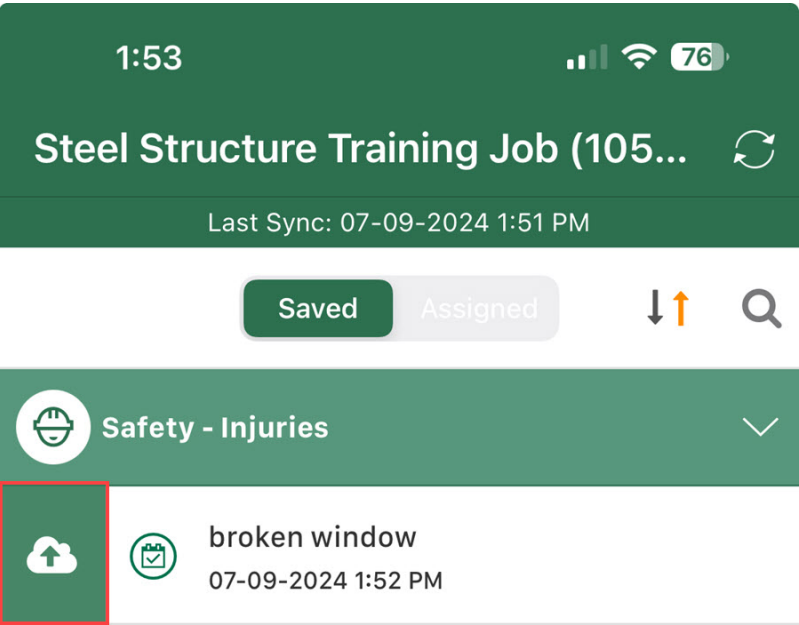 1:53 76
Steel Structure Training Job (105...
Last Sync: 07-09-2024 1:51 PM
Saved Assigned
Safety - Injuries
broken window
07-09-2024 1:52 PM